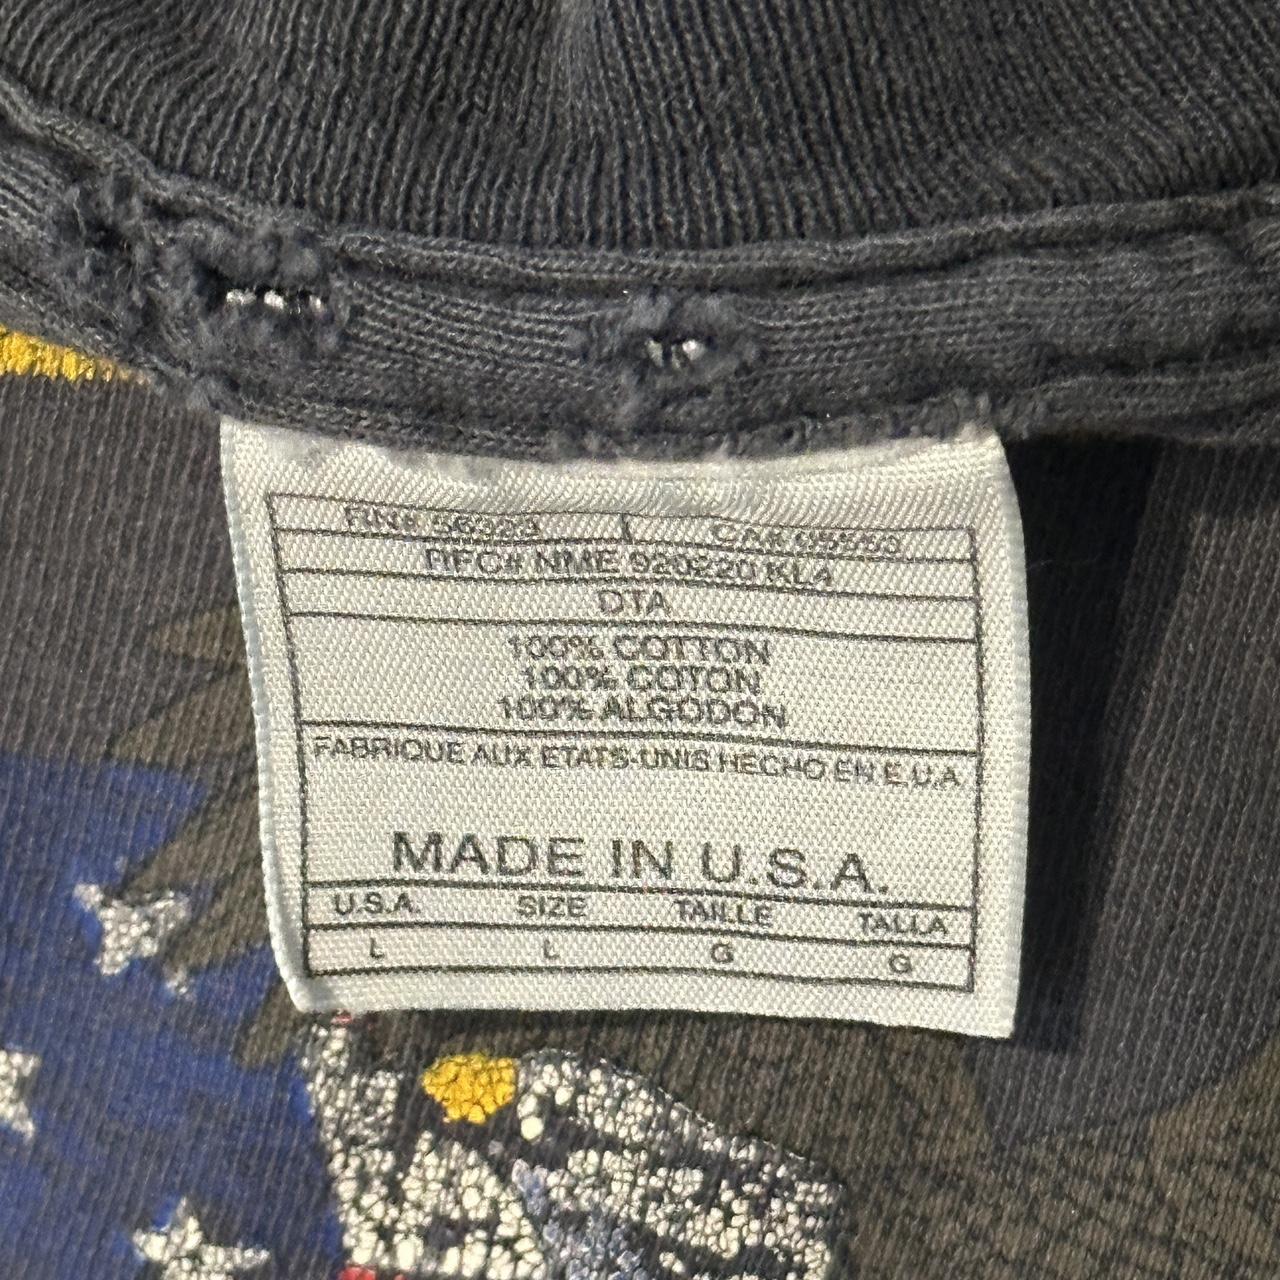 RN# 56323 CA# 05553
RFC# NME 920220 KL4
DTA
100% COTTON
100% COTON
100% ALGODON
FABRIQUE AUX ETATS-UNIS HECHO EN E.U.A.
MADE IN U.S.A.
U.S.A. SIZE TAILLE TALLA
L L G G